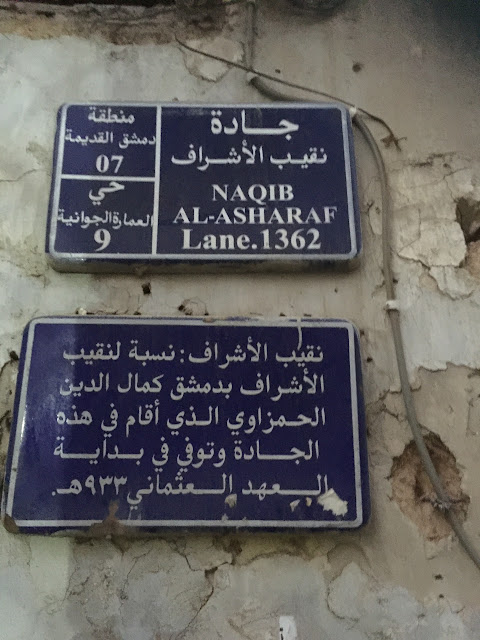 جادة
نقيب الأشراف
NAQIB
AL-ASHARAF
Lane.1362
منطقة
دمشق القديمة
07
حي
العمارة الجوانية
9
نقيب الأشراف: نسبة لنقيب
الأشراف بدمشق كمال الدين
الحمزاوي الذي أقام في هذه
الجادة وتوفي في بداية
العهد العثماني ٩٣٣هـ.